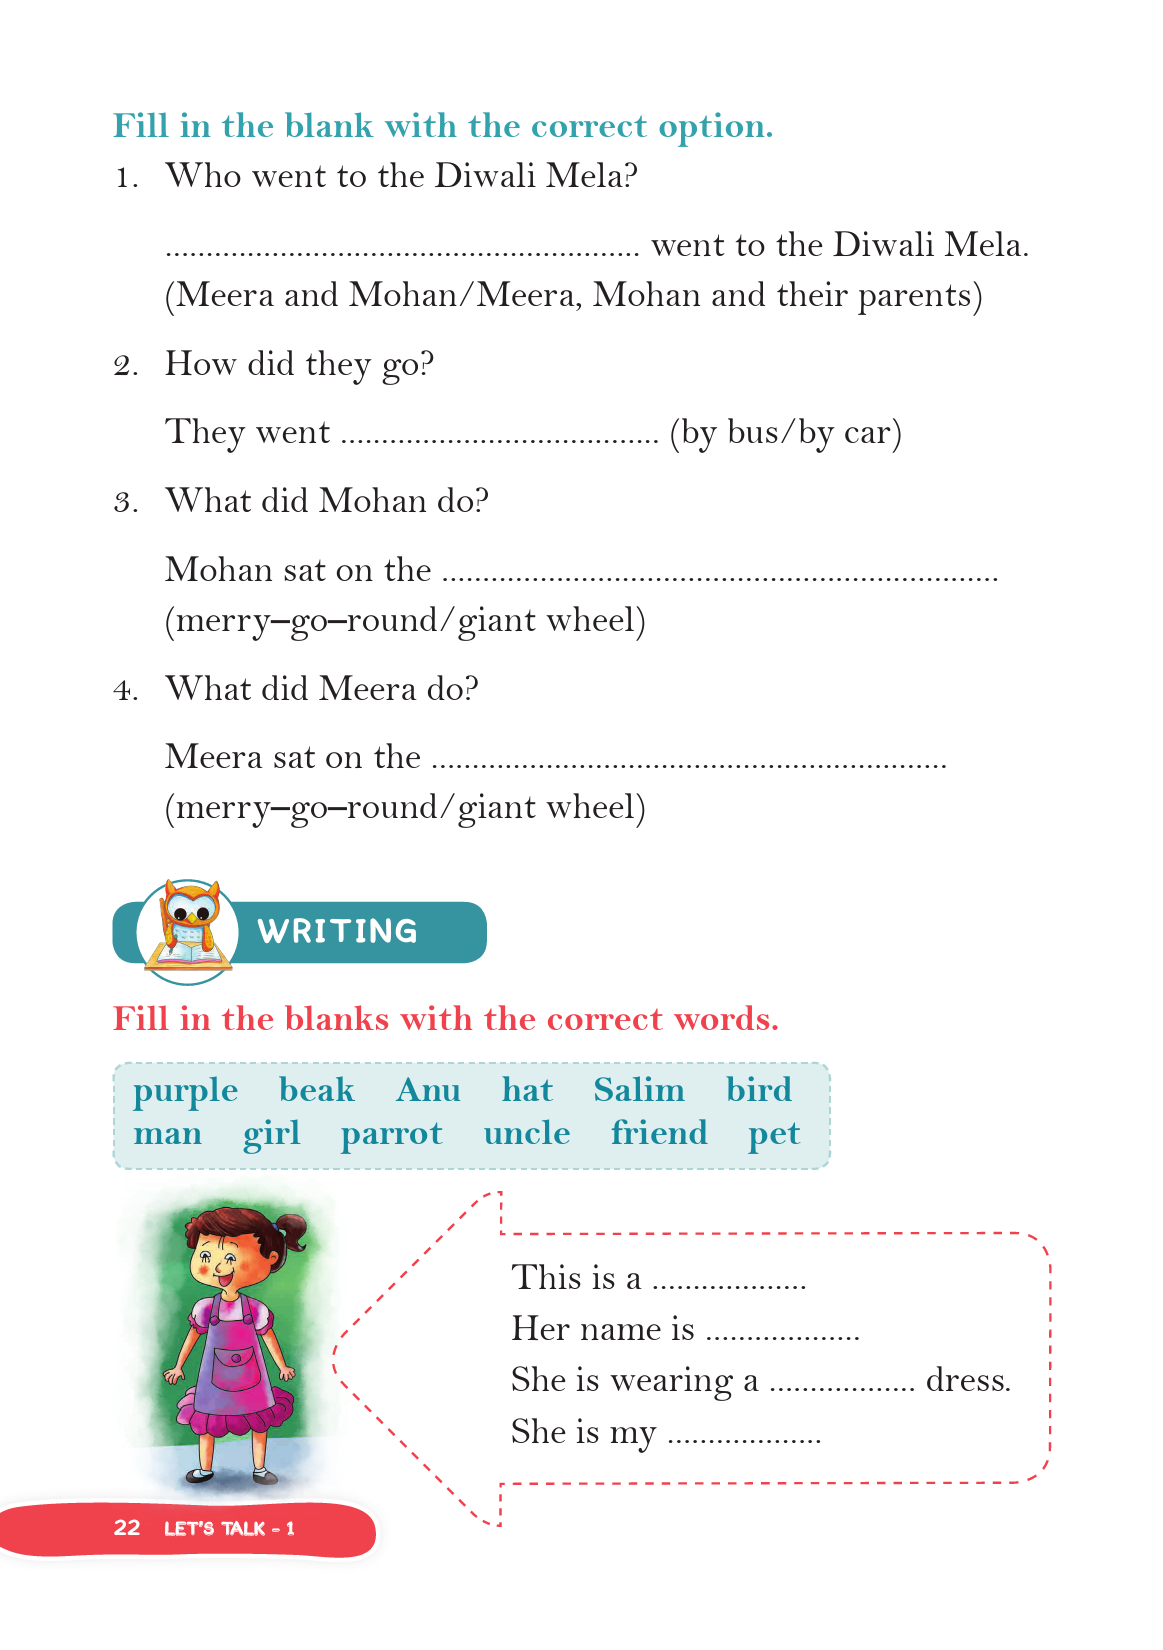 Fill in the blank with the correct option.
1. Who went to the Diwali Mela?
.......................................................... went to the Diwali Mela.
(Meera and Mohan/Meera, Mohan and their parents)
2. How did they go?
They went ....................................... (by bus/by car)
3. What did Mohan do?
Mohan sat on the ....................................................................
(merry–go–round/giant wheel)
4. What did Meera do?
Meera sat on the ...............................................................
(merry–go–round/giant wheel)
WRITING
Fill in the blanks with the correct words.
purple beak Anu hat Salim bird
man girl parrot uncle friend pet
This is a ...................
Her name is ...................
She is wearing a .................. dress.
She is my ...................
22 LET'S TALK - 1